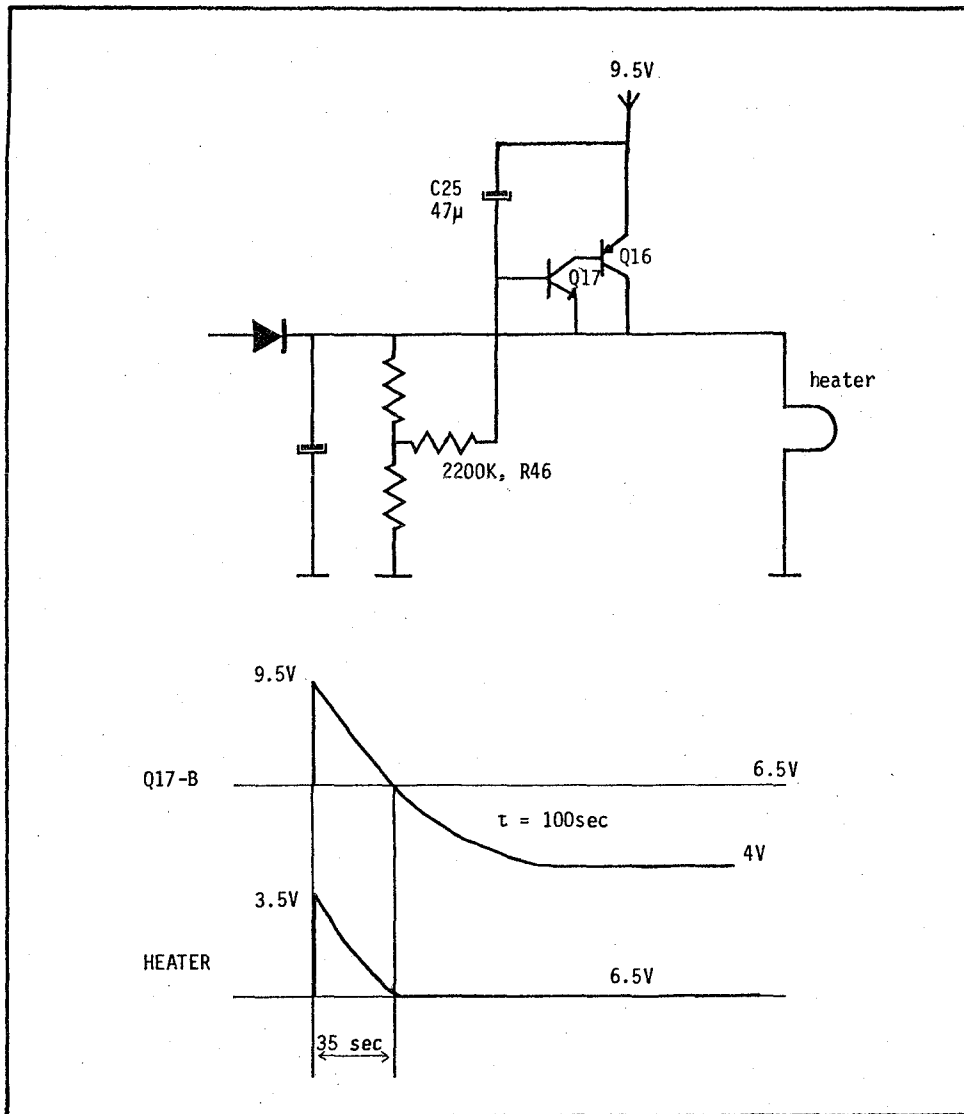 9.5V
C25
47µ
Q16
Q17
heater
2200K, R46
9.5V
Q17-B
6.5V
τ = 100sec
4V
3.5V
HEATER
6.5V
35 sec